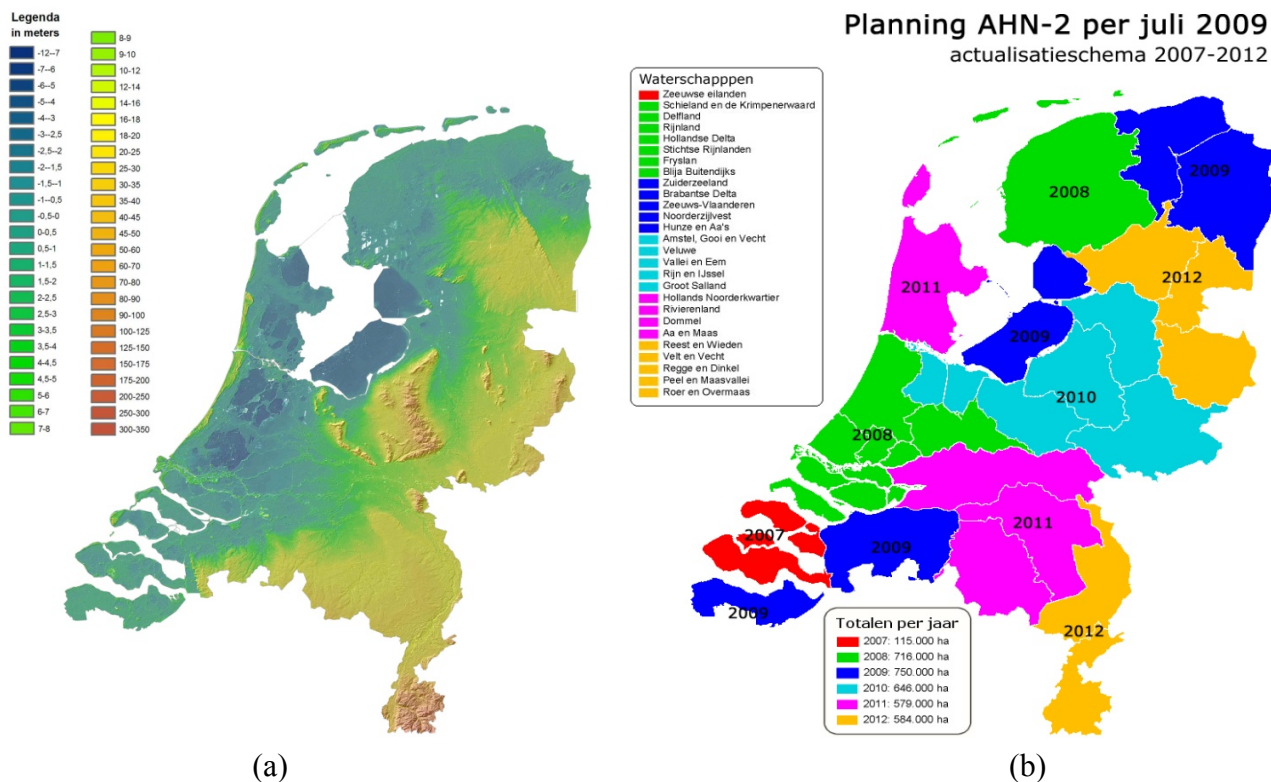 Legenda
in meters
-12--7
-7--6
-6--5
-5--4
-4--3
-3--2,5
-2,5--2
-2--1,5
-1,5--1
-1--0,5
-0,5-0
0-0,5
0,5-1
1-1,5
1,5-2
2-2,5
2,5-3
3-3,5
3,5-4
4-4,5
4,5-5
5-6
6-7
7-8
8-9
9-10
10-12
12-14
14-16
16-18
18-20
20-25
25-30
30-35
35-40
40-45
45-50
50-60
60-70
70-80
80-90
90-100
100-125
125-150
150-175
175-200
200-250
250-300
300-350
(a)
Planning AHN-2 per juli 2009
actualisatieschema 2007-2012
Waterschapppen
Zeeuwse eilanden
Schieland en de Krimpenerwaard
Delfland
Rijnland
Hollandse Delta
Stichtse Rijnlanden
Fryslan
Blija Buitendijks
Zuiderzeeland
Brabantse Delta
Zeeuws-Vlaanderen
Noorderzijlvest
Hunze en Aa's
Amstel, Gooi en Vecht
Veluwe
Vallei en Eem
Rijn en IJssel
Groot Salland
Hollands Noorderkwartier
Rivierenland
Dommel
Aa en Maas
Reest en Wieden
Velt en Vecht
Regge en Dinkel
Peel en Maasvallei
Roer en Overmaas
2008
2009
2011
2012
2009
2010
2008
2007
2009
2011
2009
2012
Totalen per jaar
2007: 115.000 ha
2008: 716.000 ha
2009: 750.000 ha
2010: 646.000 ha
2011: 579.000 ha
2012: 584.000 ha
(b)